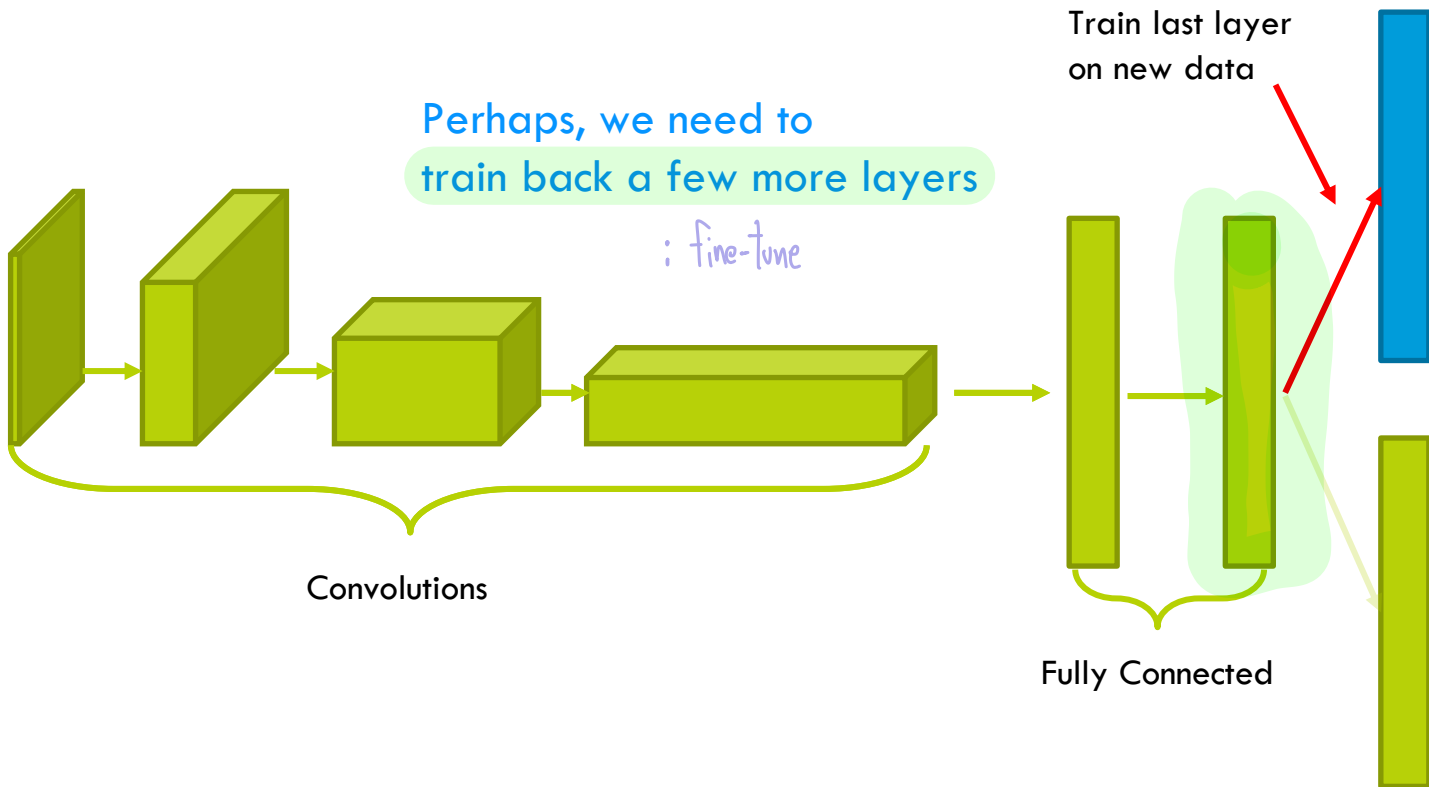 Train last layer
on new data
Perhaps, we need to
train back a few more layers
: fine-tune
Convolutions
Fully Connected